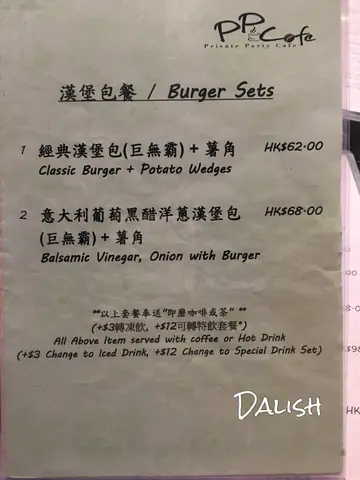 PP Cafe
Private Party Cafe
漢堡包餐 / Burger Sets
1 經典漢堡包(巨無霸) + 薯角 HK$62.00
Classic Burger + Potato Wedges
2 意大利葡萄黑醋洋蔥漢堡包 HK$68.00
(巨無霸) + 薯角
Balsamic Vinegar, Onion with Burger
**以上套餐奉送"即磨咖啡或茶" **
(+$3轉凍飲, +$12可轉特飲套餐*)
All Above Item served with coffee or Hot Drink
(+$3 Change to Iced Drink, +$12 Change to Special Drink Set)
DALISH